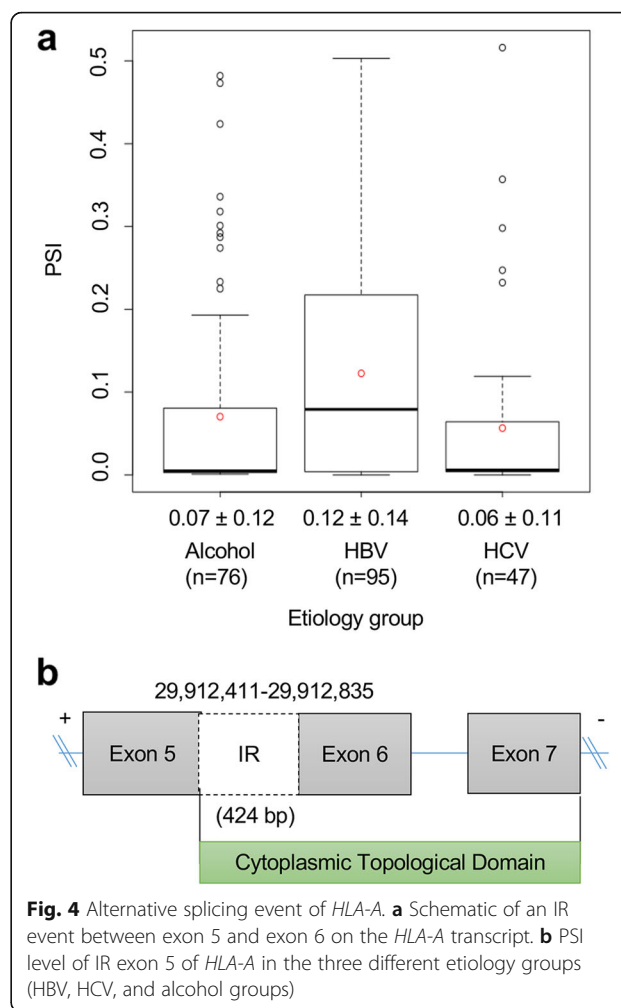 a
0.5
0.4
0.3
0.2
0.1
0.0
PSI
0.07 ± 0.12 0.12 ± 0.14 0.06 ± 0.11
Alcohol HBV HCV
(n=76) (n=95) (n=47)
Etiology group
b
29,912,411-29,912,835
+ -
Exon 5 IR Exon 6 Exon 7
(424 bp)
Cytoplasmic Topological Domain
Fig. 4 Alternative splicing event of HLA-A. a Schematic of an IR
event between exon 5 and exon 6 on the HLA-A transcript. b PSI
level of IR exon 5 of HLA-A in the three different etiology groups
(HBV, HCV, and alcohol groups)